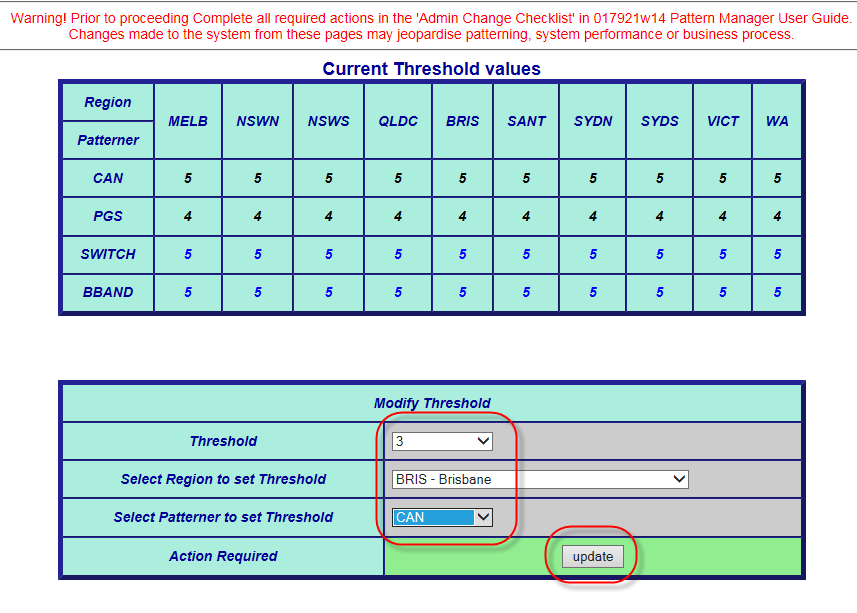 Warning! Prior to proceeding Complete all required actions in the 'Admin Change Checklist' in 017921w14 Pattern Manager User Guide.
Changes made to the system from these pages may jeopardise patterning, system performance or business process.
Current Threshold values
Region MELB NSWN NSWS QLDC BRIS SANT SYDN SYDS VICT WA
Patterner
CAN 5 5 5 5 5 5 5 5 5 5
PGS 4 4 4 4 4 4 4 4 4 4
SWITCH 5 5 5 5 5 5 5 5 5 5
BBAND 5 5 5 5 5 5 5 5 5 5
Modify Threshold
Threshold 3
Select Region to set Threshold BRIS - Brisbane
Select Patterner to set Threshold CAN
Action Required update